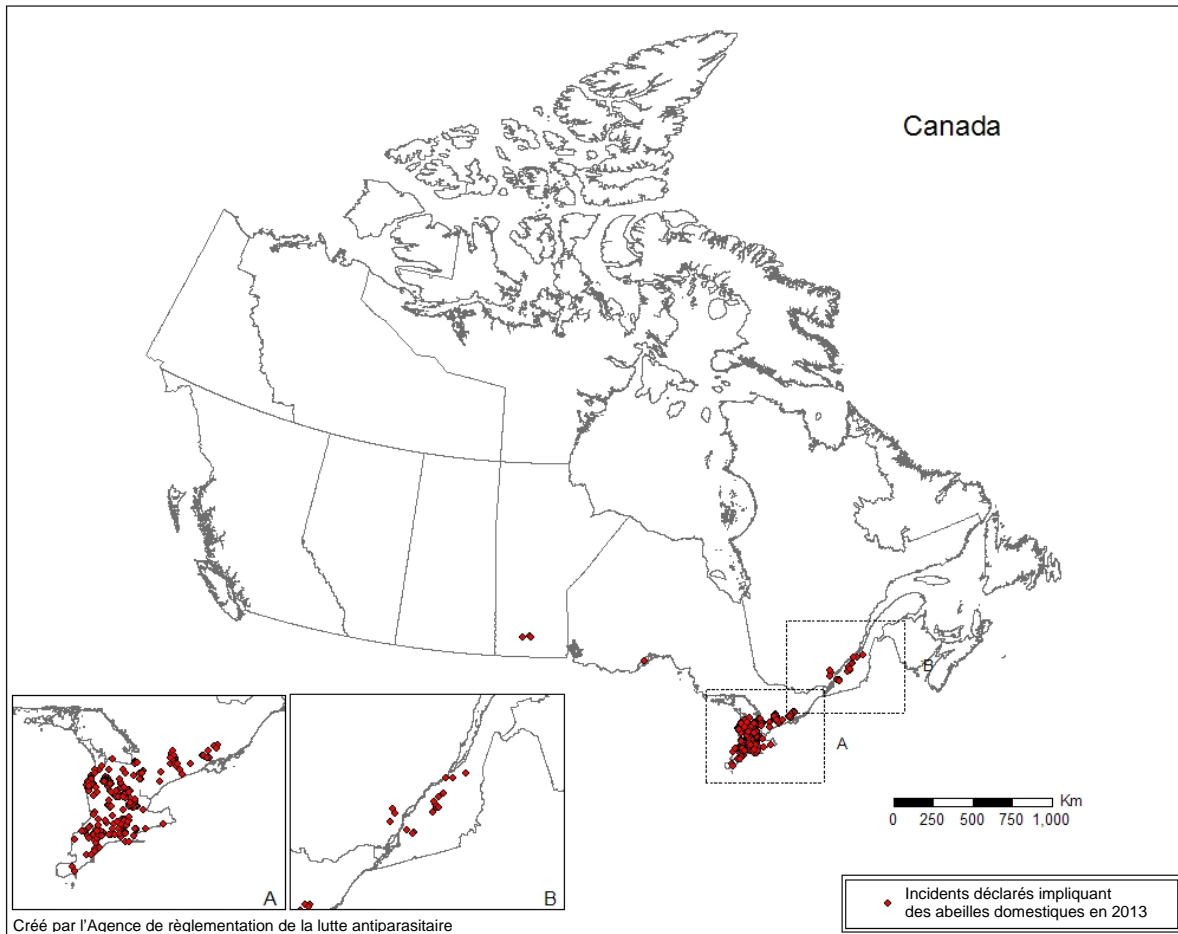 Canada
B
A
Km
0 250 500 750 1,000
A
B
Incidents déclarés impliquant
des abeilles domestiques en 2013
Créé par l'Agence de règlementation de la lutte antiparasitaire